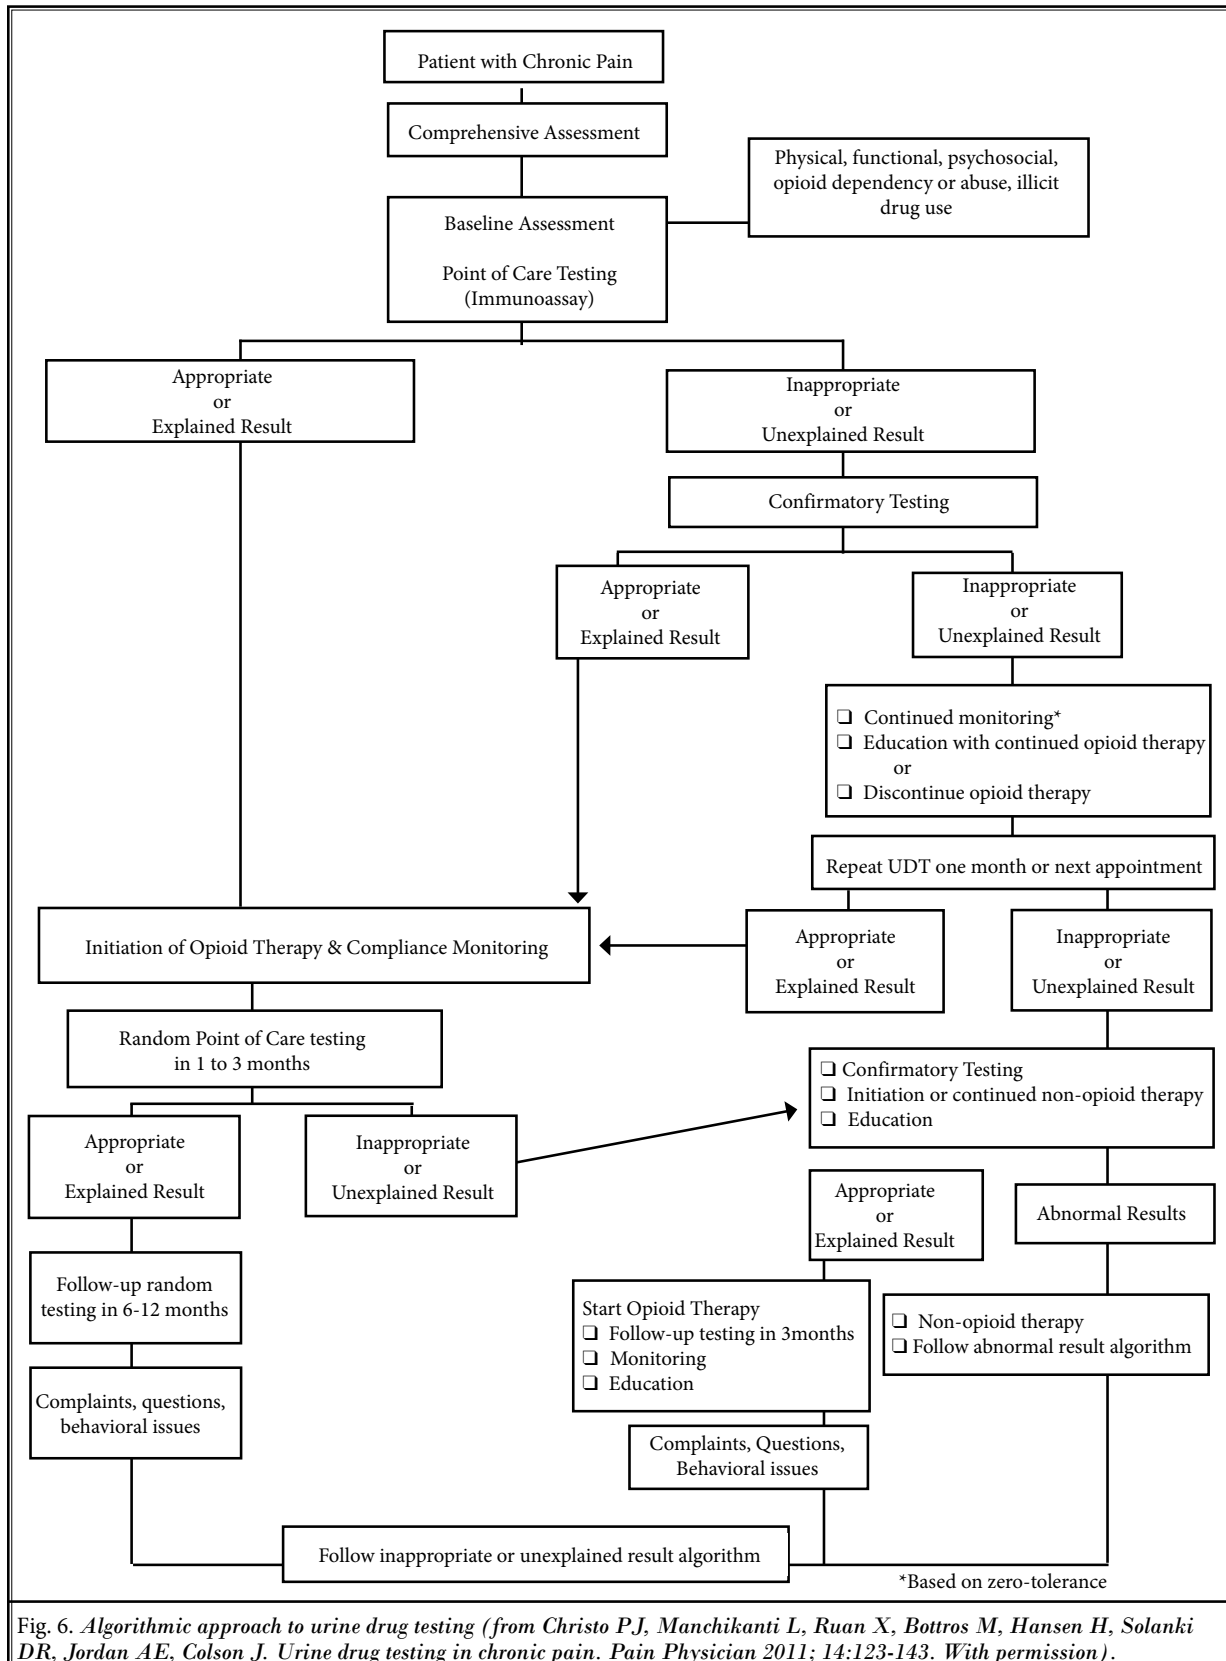 Patient with Chronic Pain
Comprehensive Assessment
Physical, functional, psychosocial,
opioid dependency or abuse, illicit
drug use
Baseline Assessment
Point of Care Testing
(Immunoassay)
Appropriate
or
Explained Result
Inappropriate
or
Unexplained Result
Confirmatory Testing
Appropriate
or
Explained Result
Inappropriate
or
Unexplained Result
❏ Continued monitoring*
❏ Education with continued opioid therapy
or
❏ Discontinue opioid therapy
Repeat UDT one month or next appointment
Initiation of Opioid Therapy & Compliance Monitoring
Appropriate
or
Explained Result
Inappropriate
or
Unexplained Result
Random Point of Care testing
in 1 to 3 months
❏ Confirmatory Testing
❏ Initiation or continued non-opioid therapy
❏ Education
Appropriate
or
Explained Result
Inappropriate
or
Unexplained Result
Appropriate
or
Explained Result
Abnormal Results
Follow-up random
testing in 6-12 months
Start Opioid Therapy
❏ Follow-up testing in 3months
❏ Monitoring
❏ Education
❏ Non-opioid therapy
❏ Follow abnormal result algorithm
Complaints, questions,
behavioral issues
Complaints, Questions,
Behavioral issues
Follow inappropriate or unexplained result algorithm
*Based on zero-tolerance
Fig. 6. Algorithmic approach to urine drug testing (from Christo PJ, Manchikanti L, Ruan X, Bottros M, Hansen H, Solanki
DR, Jordan AE, Colson J. Urine drug testing in chronic pain. Pain Physician 2011; 14:123-143. With permission).